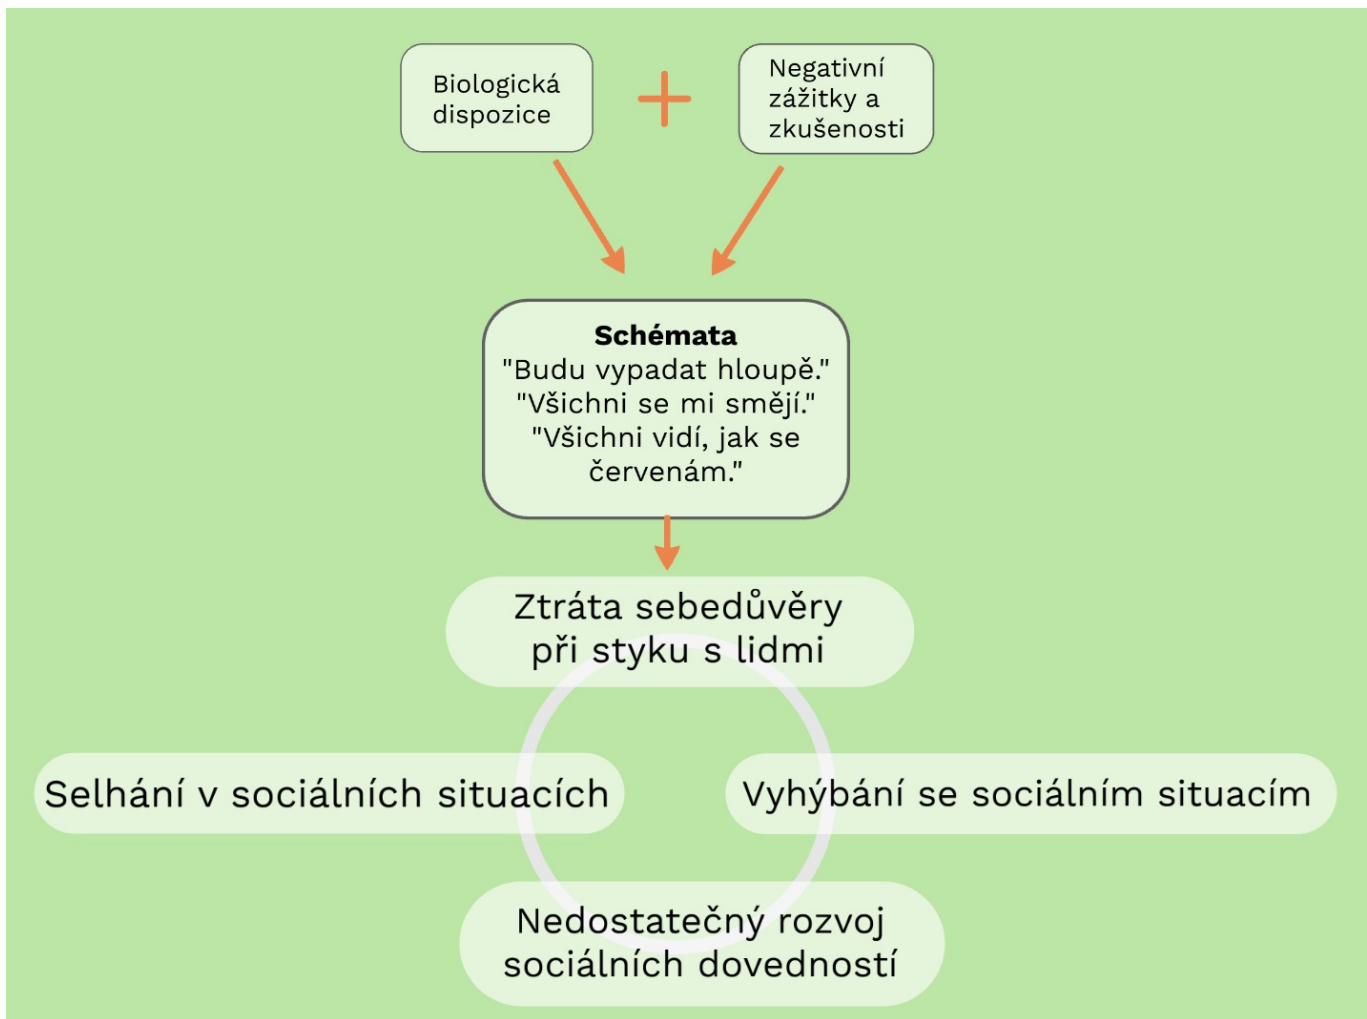 Biologická
dispozice
Negativní
zážitky a
zkušenosti
Schémata
"Budu vypadat hloupě."
"Všichni se mi smějí."
"Všichni vidí, jak se
červenám."
Ztráta sebedůvěry
při styku s lidmi
Selhání v sociálních situacích
Vyhýbání se sociálním situacím
Nedostatečný rozvoj
sociálních dovedností